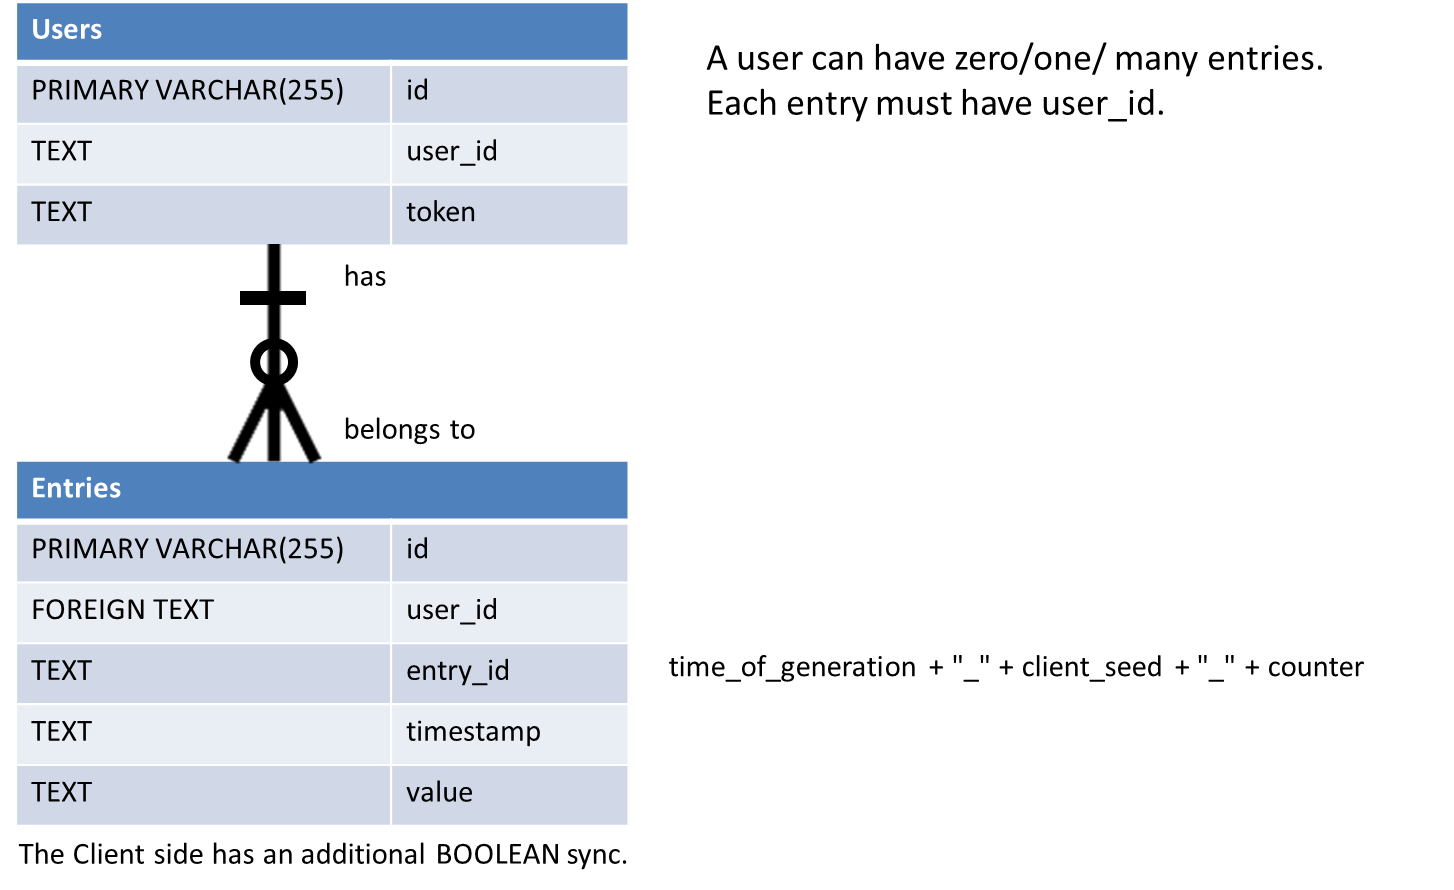 Users
PRIMARY VARCHAR(255) id
TEXT user_id
TEXT token
A user can have zero/one/ many entries.
Each entry must have user_id.
has
belongs to
Entries
PRIMARY VARCHAR(255) id
FOREIGN TEXT user_id
TEXT entry_id
time_of_generation + "_" + client_seed + "_" + counter
TEXT timestamp
TEXT value
The Client side has an additional BOOLEAN sync.